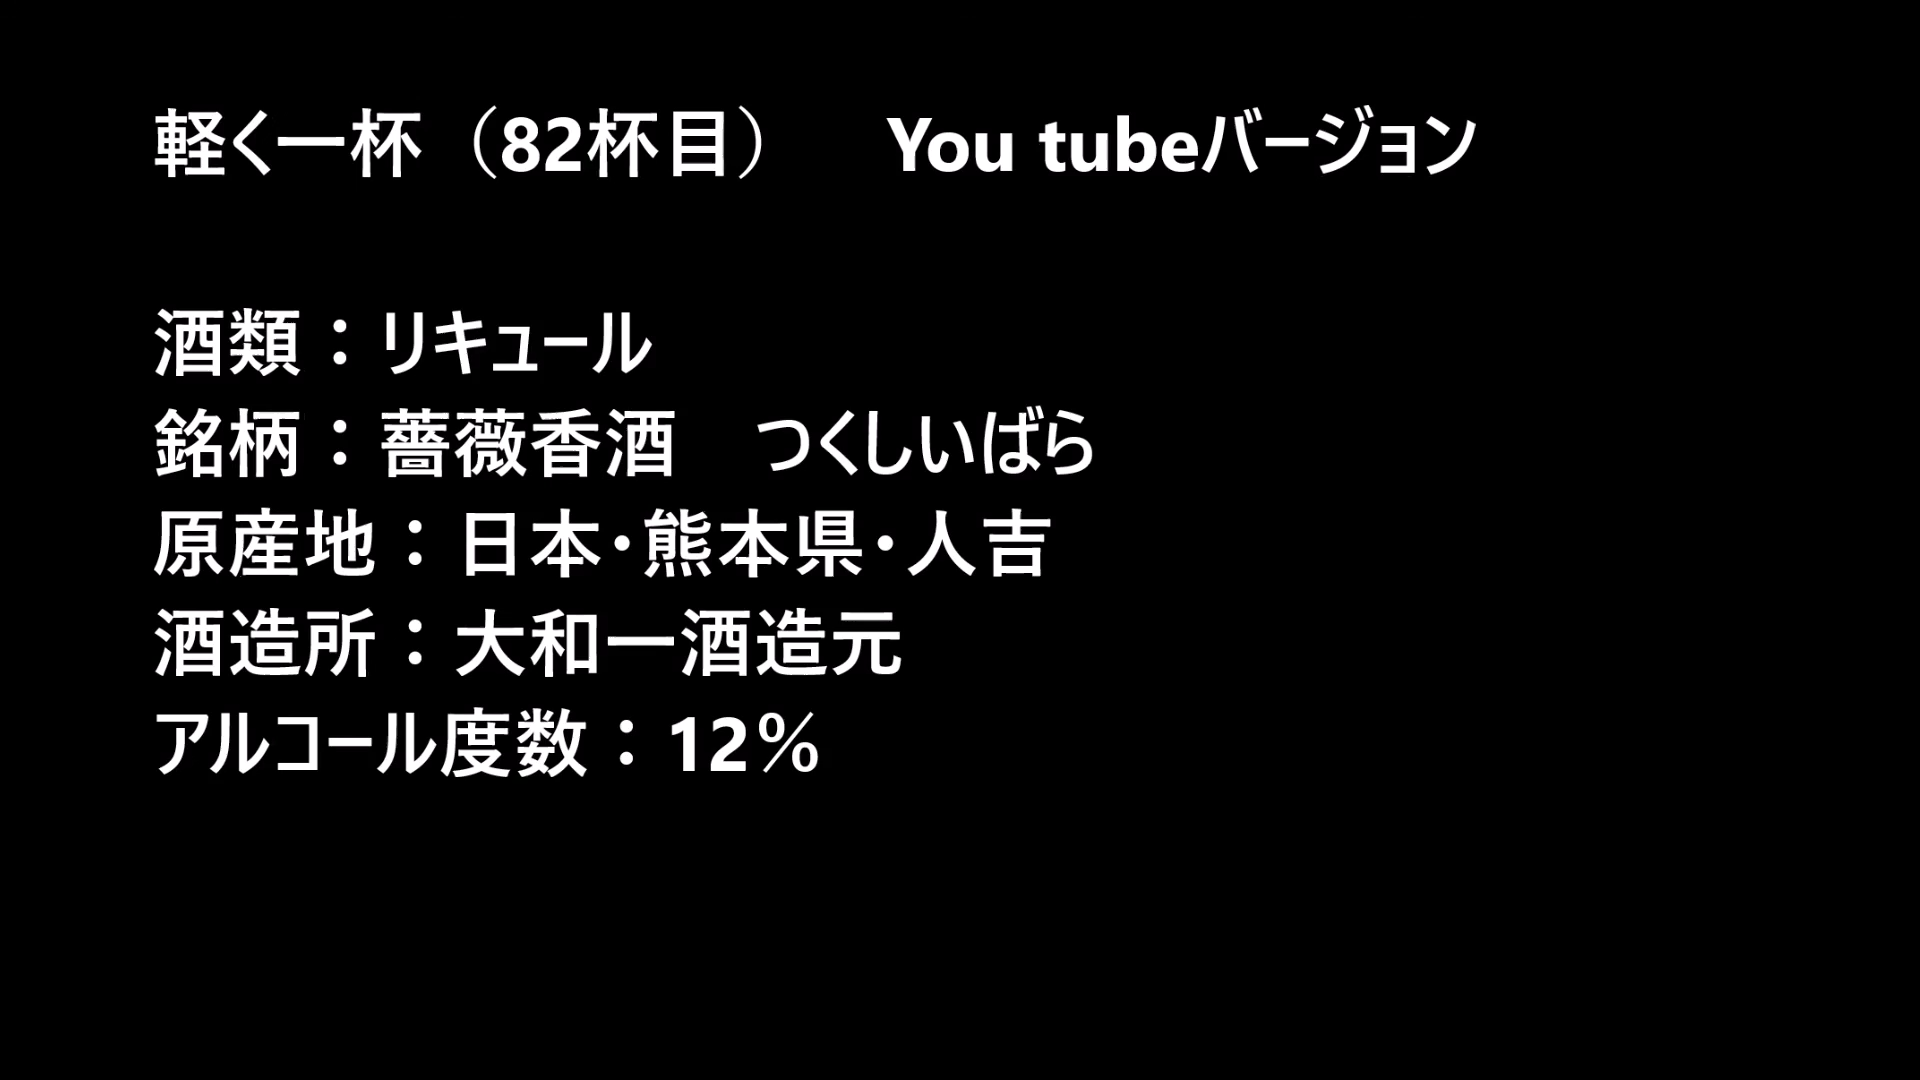 軽く一杯（82杯目）　You tubeバージョン
酒類：リキュール
銘柄：薔薇香酒　つくしいばら
原産地：日本・熊本県・人吉
酒造所：大和一酒造元
アルコール度数：12％